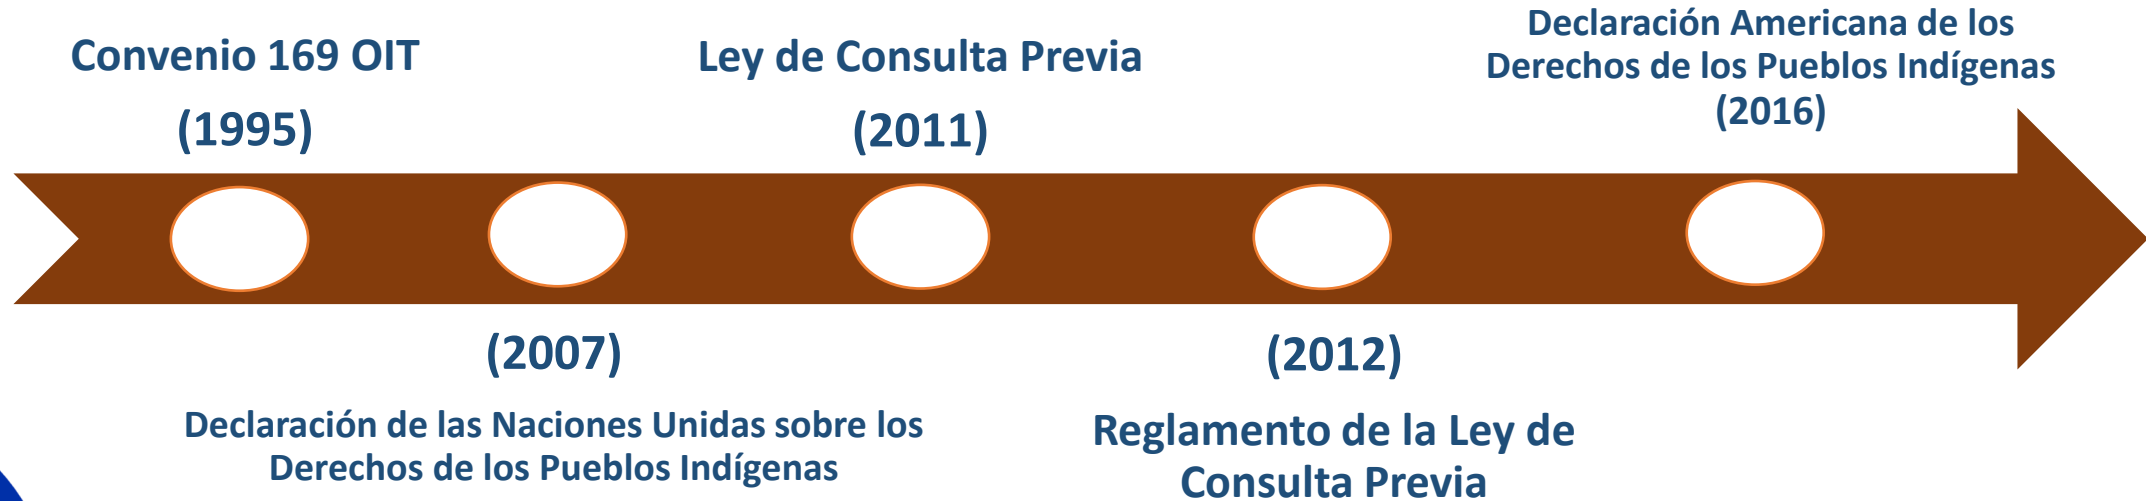 Convenio 169 OIT
(1995)
(2007)
Declaración de las Naciones Unidas sobre los
Derechos de los Pueblos Indígenas
Ley de Consulta Previa
(2011)
(2012)
Reglamento de la Ley de
Consulta Previa
Declaración Americana de los
Derechos de los Pueblos Indígenas
(2016)